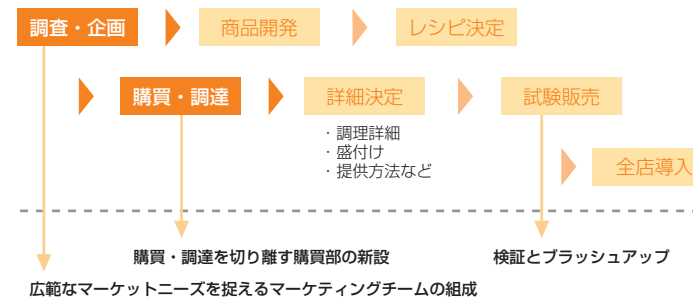 調査・企画
商品開発
レシピ決定
購買・調達
詳細決定
試験販売
・調理詳細
・盛付け
・提供方法など
全店導入
購買・調達を切り離す購買部の新設
検証とブラッシュアップ
広範なマーケットニーズを捉えるマーケティングチームの組成